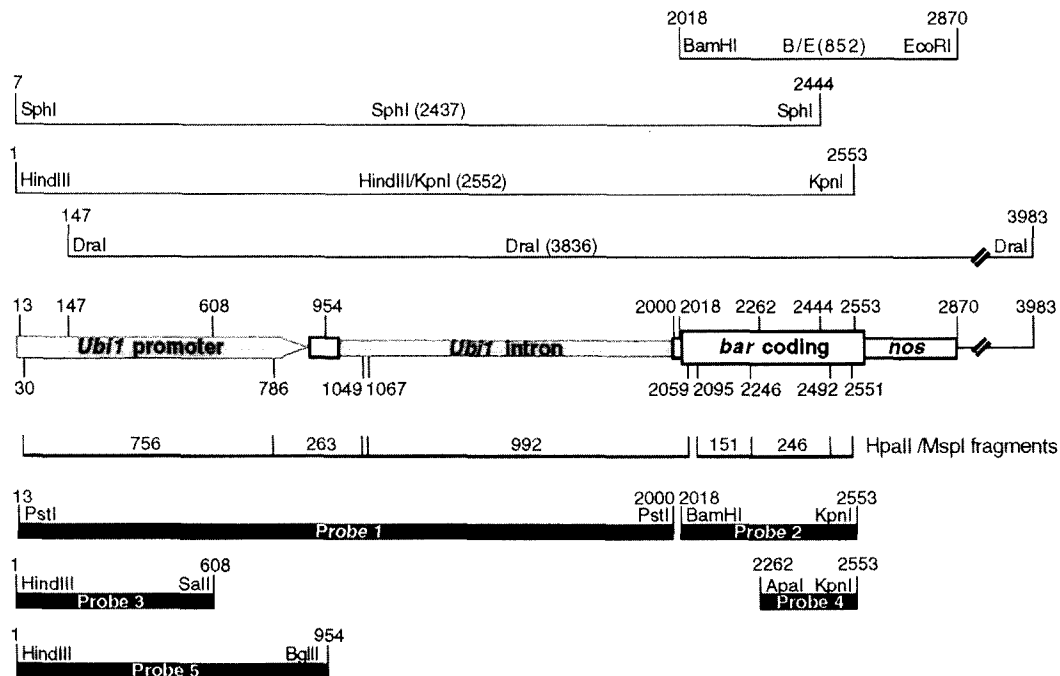 2018 2870
BamHI B/E(852) EcoRI
7 2444
SphI SphI (2437) SphI
1 2553
HindIII HindIII/KpnI (2552) KpnI
147 3983
DraI DraI (3836) DraI
13 147 608 954 2000 2018 2262 2444 2553 2870 3983
Ubi1 promoter Ubi1 intron bar coding nos
30 786 1049 1067 2059 2095 2246 2492 2551
756 263 992 151 246 HpaII /MspI fragments
13 2000 2018 2553
PstI PstI BamHI KpnI
Probe 1 Probe 2
1 608 2262 2553
HindIII SalI ApaI KpnI
Probe 3 Probe 4
1 954
HindIII BglII
Probe 5